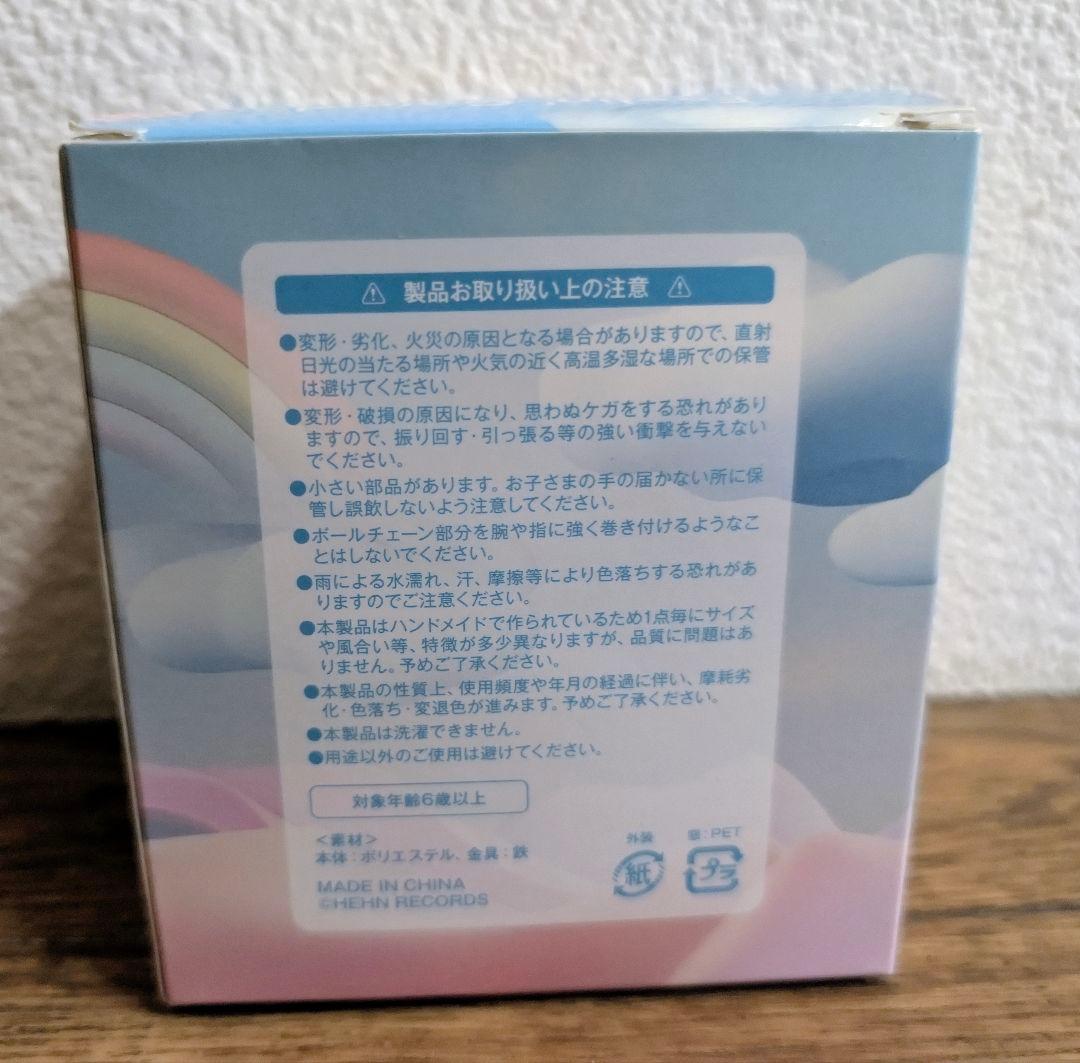 製品お取り扱い上の注意
●変形・劣化、火災の原因となる場合がありますので、直射
日光の当たる場所や火気の近く高温多湿な場所での保管
は避けてください。
●変形・破損の原因になり、思わぬケガをする恐れがあり
ますので、振り回す・引っ張る等の強い衝撃を与えない
でください。
●小さい部品があります。お子さまの手の届かない所に保
管し誤飲しないよう注意してください。
●ボールチェーン部分を腕や指に強く巻き付けるようなこ
とはしないでください。
●雨による水濡れ、汗、摩擦等により色落ちする恐れがあ
りますのでご注意ください。
●本製品はハンドメイドで作られているため1点毎にサイズ
や風合い等、特徴が多少異なりますが、品質に問題はあ
りません。予めご了承ください。
●本製品の性質上、使用頻度や年月の経過に伴い、摩耗劣
化・色落ち・変退色が進みます。予めご了承ください。
●本製品は洗濯できません。
●用途以外のご使用は避けてください。
対象年齢6歳以上
＜素材＞
本体：ポリエステル、金具：鉄
MADE IN CHINA
©HEHN RECORDS
外装
紙
窓：PET
プラ